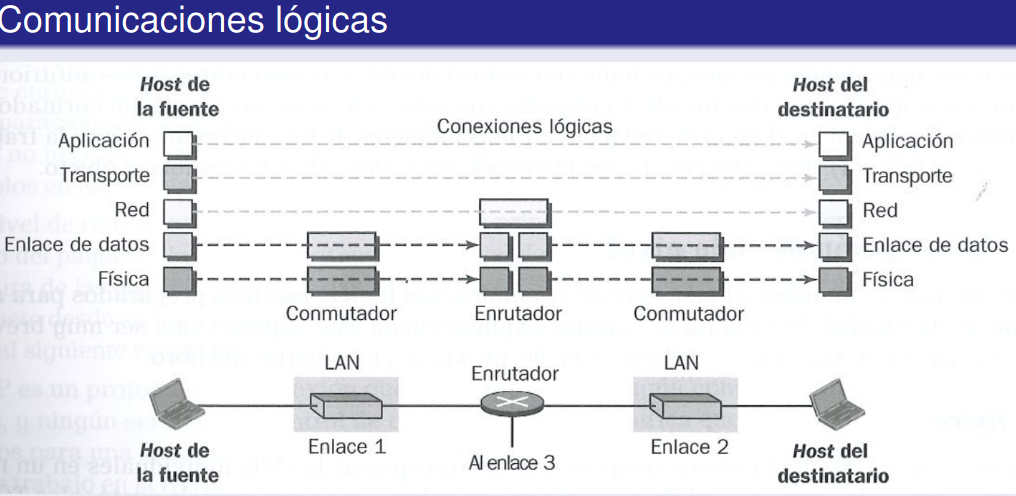 Comunicaciones lógicas
Host de
la fuente
Host del
destinatario
Conexiones lógicas
Aplicación
Aplicación
Transporte
Transporte
Red
Red
Enlace de datos
Enlace de datos
Física
Física
Conmutador
Enrutador
Conmutador
LAN
Enrutador
LAN
Enlace 1
Al enlace 3
Enlace 2
Host de
la fuente
Host del
destinatario